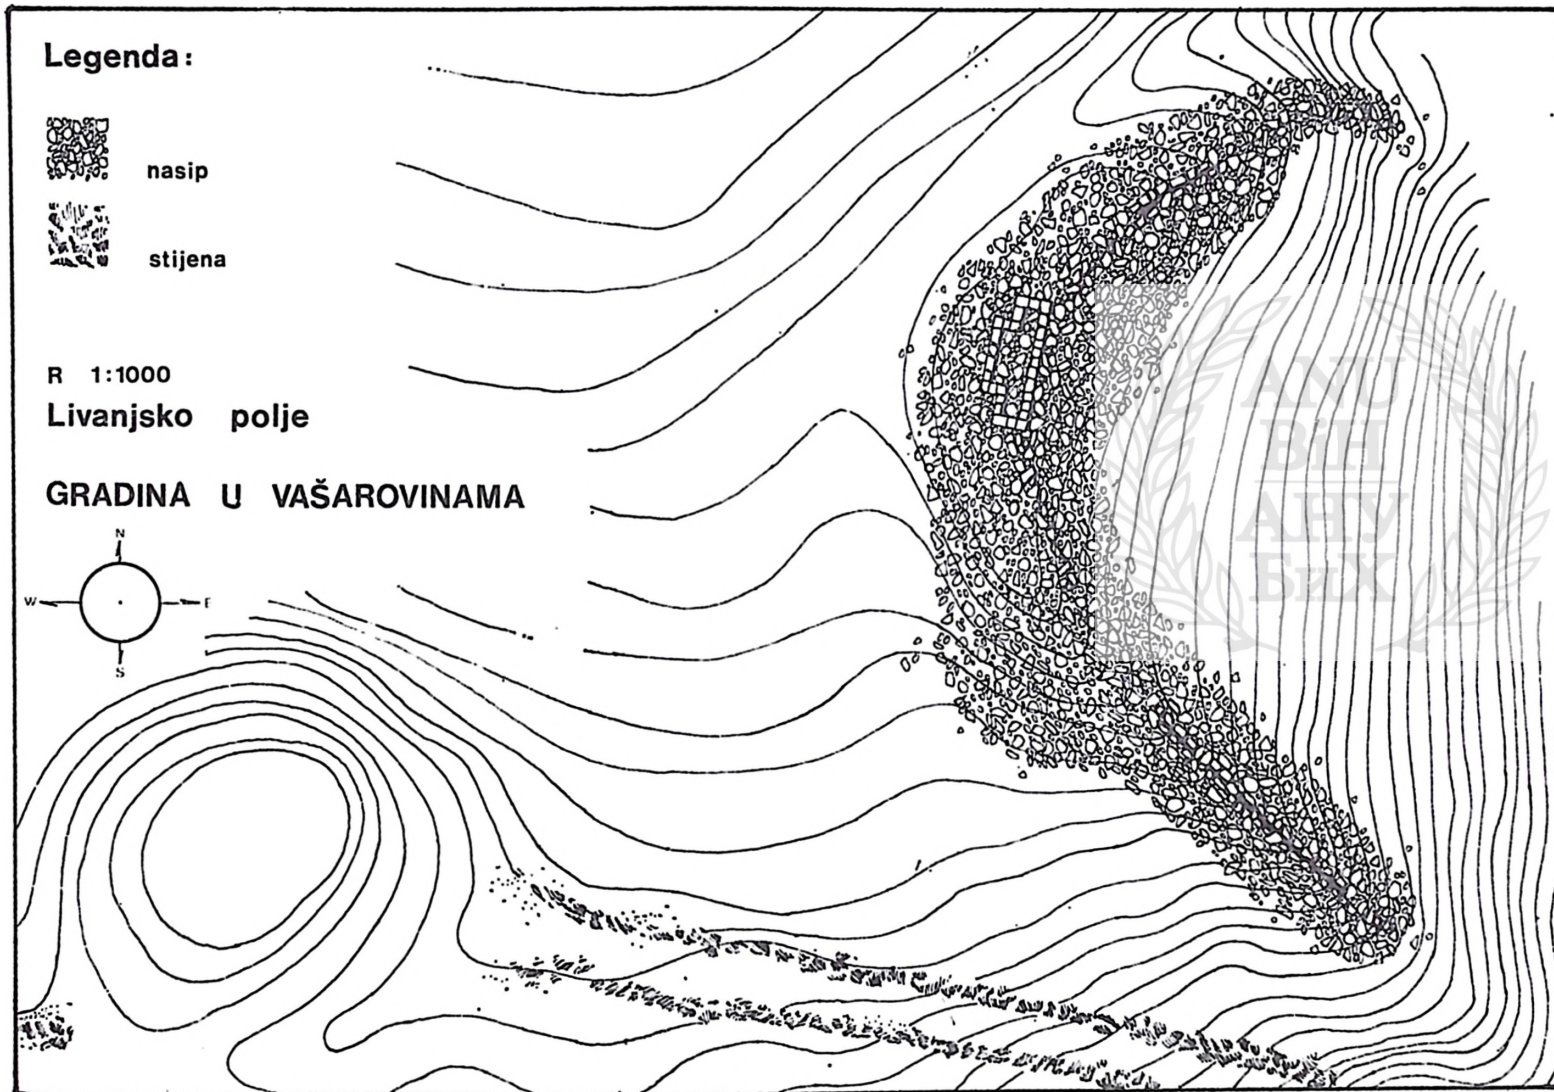 Legenda:
nasip
stijena
R 1:1000
Livanjsko polje
GRADINA U VAŠAROVINAMA
N
W E
S
ANU
BiH
АНУ
БиХ